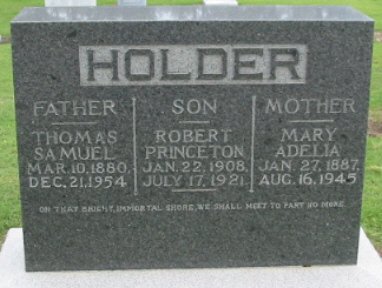 HOLDER
FATHER
THOMAS
SAMUEL
MAR. 10. 1880.
DEC. 21. 1954
SON
ROBERT
PRINCETON
JAN. 22. 1908.
JULY 17. 1921.
MOTHER
MARY
ADELIA
JAN. 27. 1887.
AUG. 16. 1945
ON THAT BRIGHT, IMMORTAL SHORE, WE SHALL MEET TO PART NO MORE.